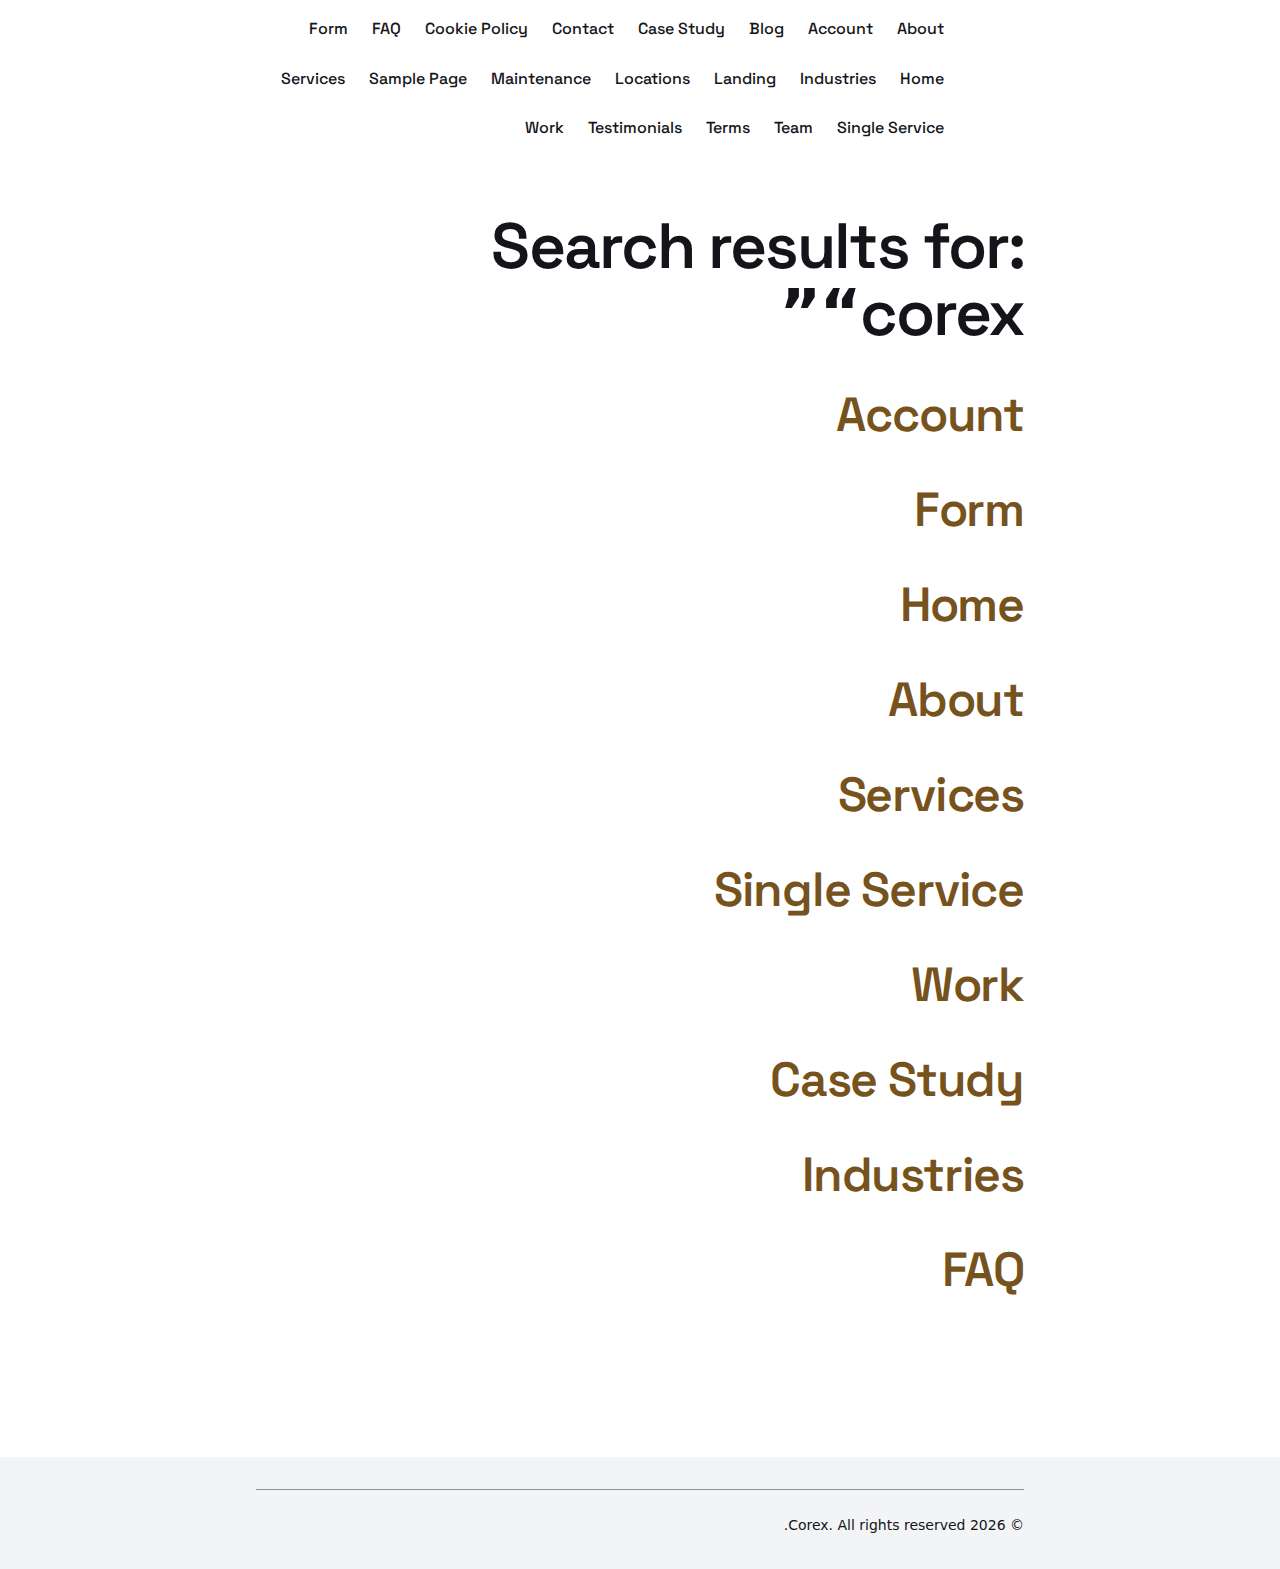 About Account Blog Case Study Contact Cookie Policy FAQ Form
Home Industries Landing Locations Maintenance Sample Page Services
Single Service Team Terms Testimonials Work
Search results for:
”“corex
Account
Form
Home
About
Services
Single Service
Work
Case Study
Industries
FAQ
.Corex. All rights reserved 2026 ©